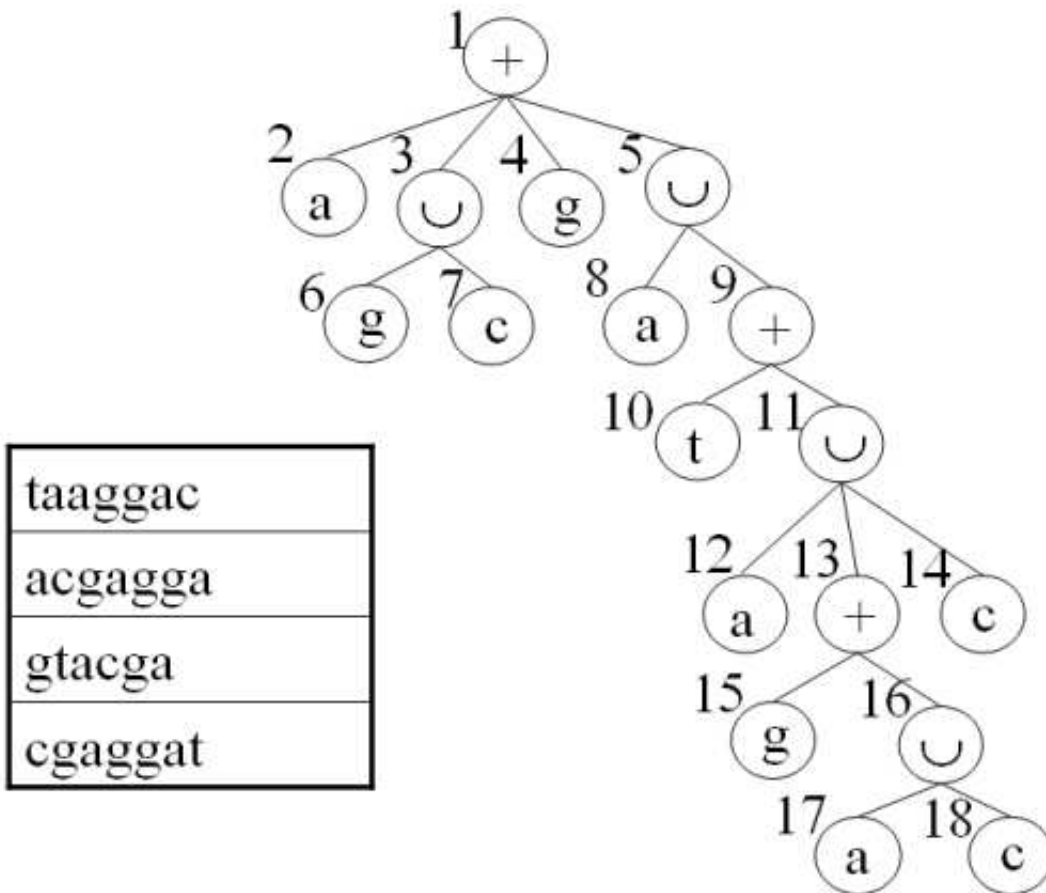 1 +
2 a 3 ∪ 4 g 5 ∪
6 g 7 c 8 a 9 +
10 t 11 ∪
12 a 13 + 14 c
15 g 16 ∪
17 a 18 c
taaggac
acgagga
gtacga
cgaggat